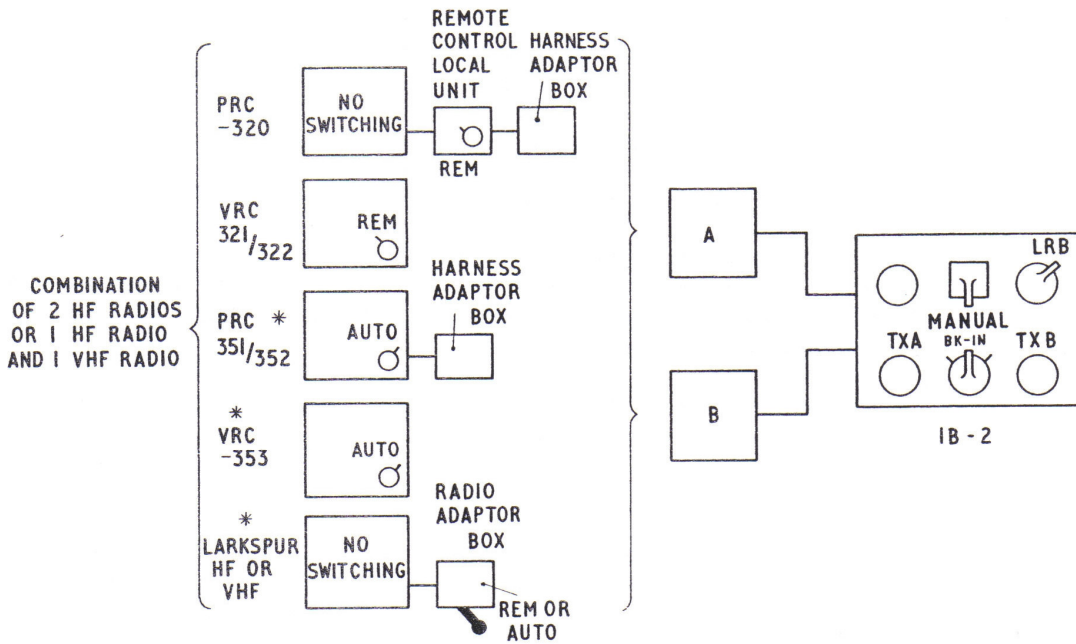 COMBINATION
OF 2 HF RADIOS
OR 1 HF RADIO
AND 1 VHF RADIO
PRC
-320
NO
SWITCHING
REMOTE
CONTROL
LOCAL
UNIT
REM
HARNESS
ADAPTOR
BOX
VRC
321/322
REM
PRC *
351/352
AUTO
HARNESS
ADAPTOR
BOX
*
VRC
-353
AUTO
*
LARKSPUR
HF OR
VHF
NO
SWITCHING
RADIO
ADAPTOR
BOX
REM OR
AUTO
A
B
LRB
MANUAL
TXA
BK-IN
TXB
IB-2